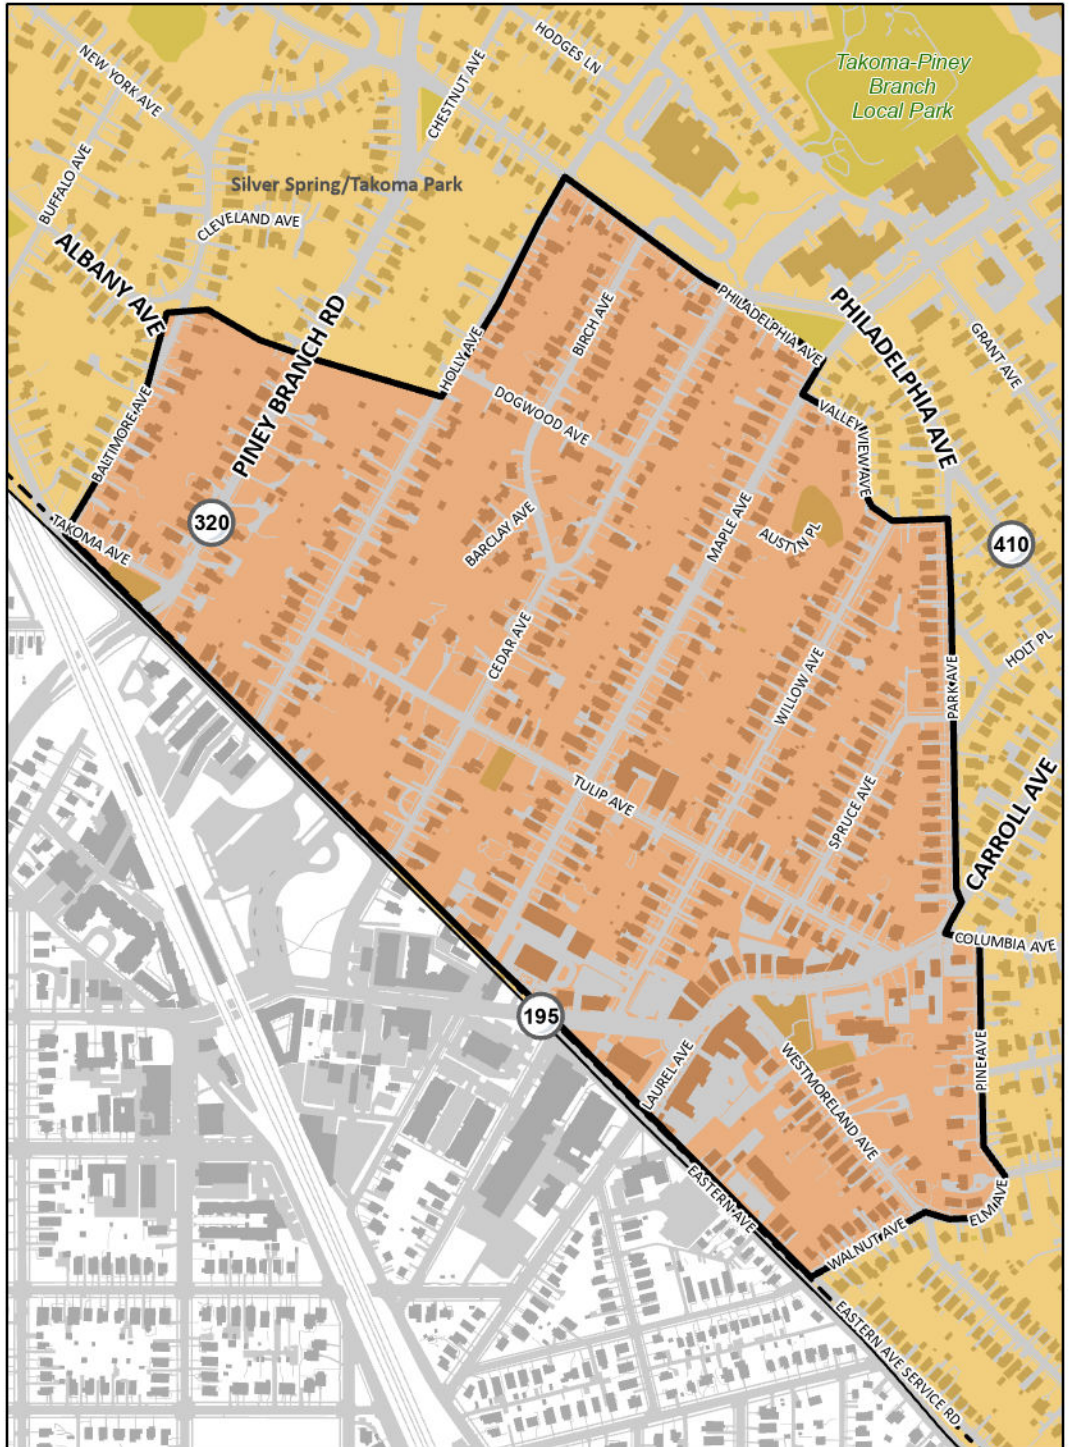 HODGES LN
NEW YORK AVE
CHESTNUT AVE
Takoma-Piney
Branch
Local Park
BUFFALO AVE
Silver Spring/Takoma Park
CLEVELAND AVE
ALBANY AVE
PINEY BRANCH RD
HOLLY AVE
BIRCH AVE
PHILADELPHIA AVE
PHILADELPHIA AVE
GRANT AVE
BALTIMORE AVE
DOGWOOD AVE
VALLEY VIEW AVE
320
TAKOMA AVE
BARCLAY AVE
MAPLE AVE
AUSTIN PL
410
CEDAR AVE
WILLOW AVE
PARK AVE
HOLT PL
TULIP AVE
SPRUCE AVE
CARROLL AVE
COLUMBIA AVE
195
LAUREL AVE
WESTMORELAND AVE
PINE AVE
EASTERN AVE
WALNUT AVE
ELM AVE
EASTERN AVE SERVICE RD